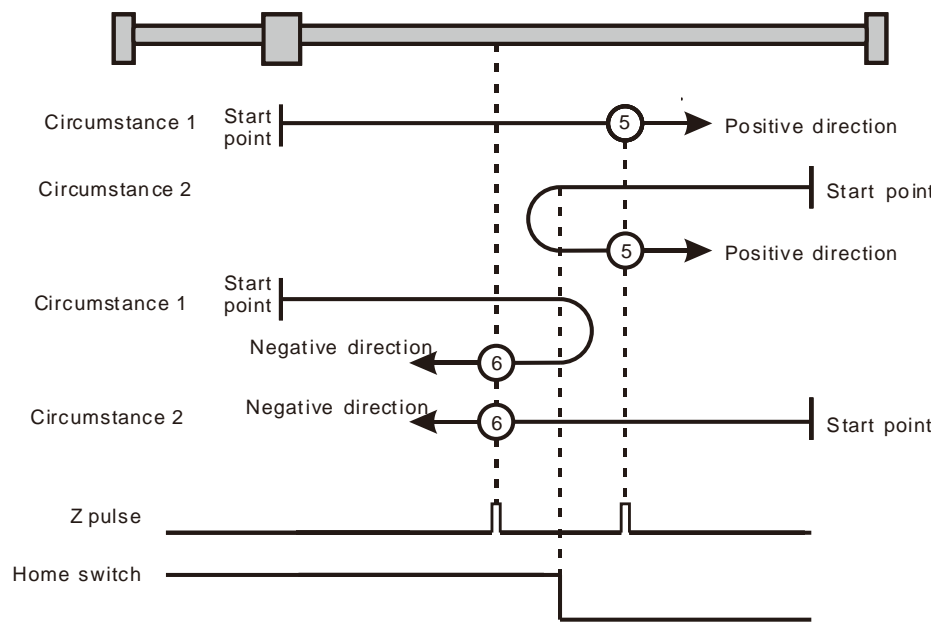 Circumstance 1
Start
point
5
Positive direction
Circumstance 2
Start point
5
Positive direction
Start
point
Circumstance 1
Negative direction
6
Circumstance 2
Negative direction
6
Start point
Z pulse
Home switch